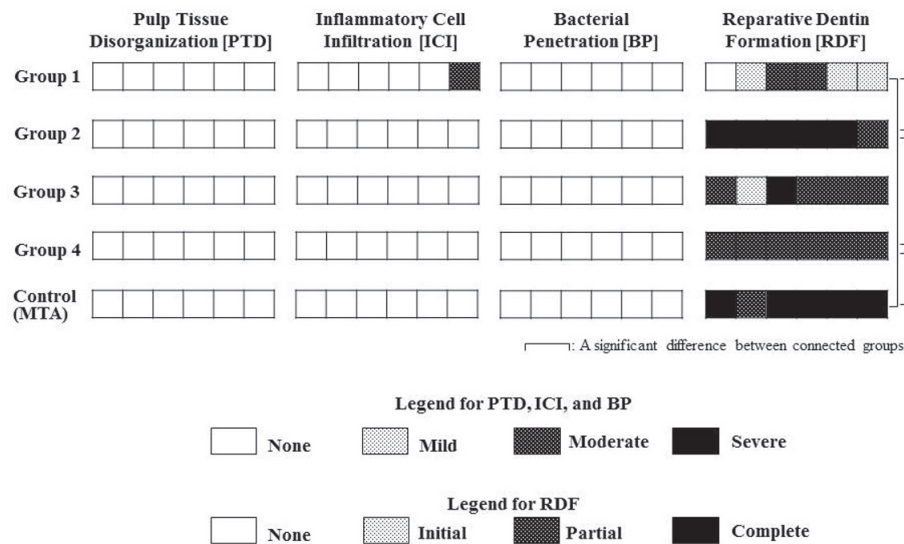 Pulp Tissue
Disorganization [PTD]
Inflammatory Cell
Infiltration [ICI]
Bacterial
Penetration [BP]
Reparative Dentin
Formation [RDF]
Group 1
Group 2
Group 3
Group 4
Control
(MTA)
: A significant difference between connected groups
Legend for PTD, ICI, and BP
None Mild Moderate Severe
Legend for RDF
None Initial Partial Complete